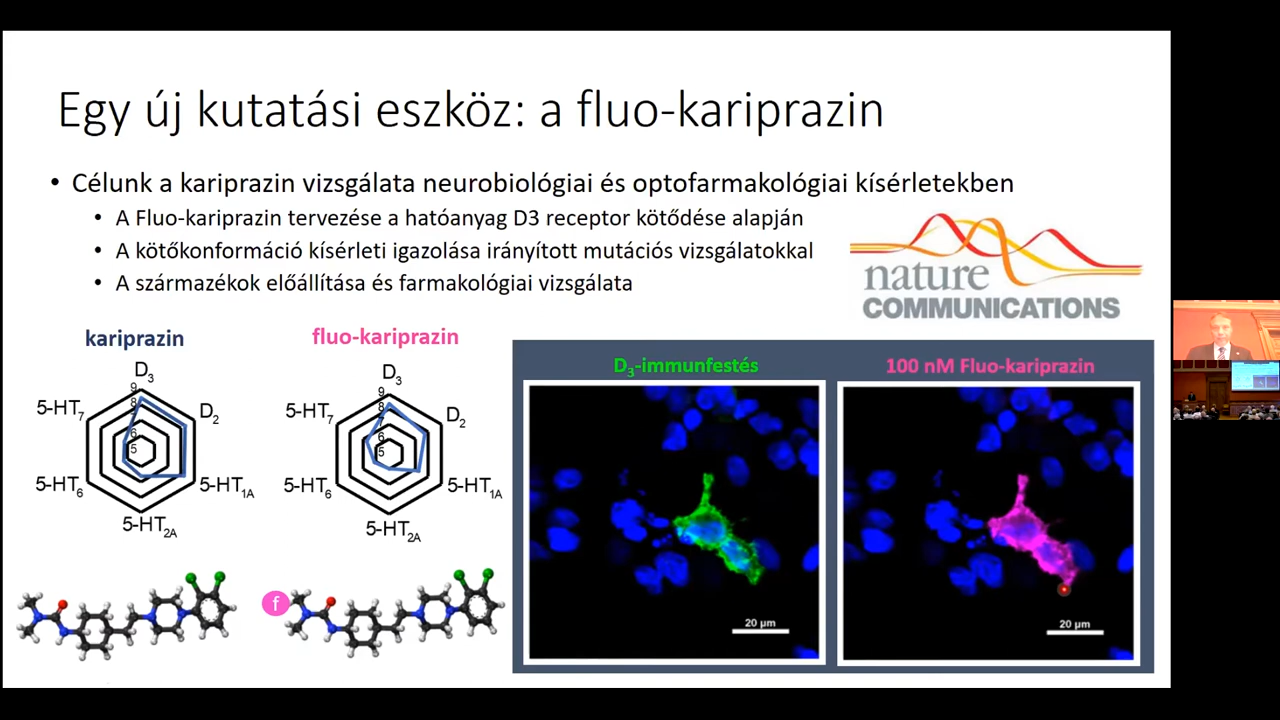 Egy új kutatási eszköz: a fluo-kariprazin
• Célunk a kariprazin vizsgálata neurobiológiai és optofarmakológiai kísérletekben
• A Fluo-kariprazin tervezése a hatóanyag D3 receptor kötődése alapján
• A kötőkonformáció kísérleti igazolása irányított mutációs vizsgálatokkal
• A származékok előállítása és farmakológiai vizsgálata
nature
COMMUNICATIONS
kariprazin
D3
9
8
6
5
5-HT7
D2
5-HT6
5-HT1A
5-HT2A
fluo-kariprazin
D3
9
8
7
6
5
5-HT7
D2
5-HT6
5-HT1A
5-HT2A
f
D3-immunfestés
20 µm
100 nM Fluo-kariprazin
20 µm